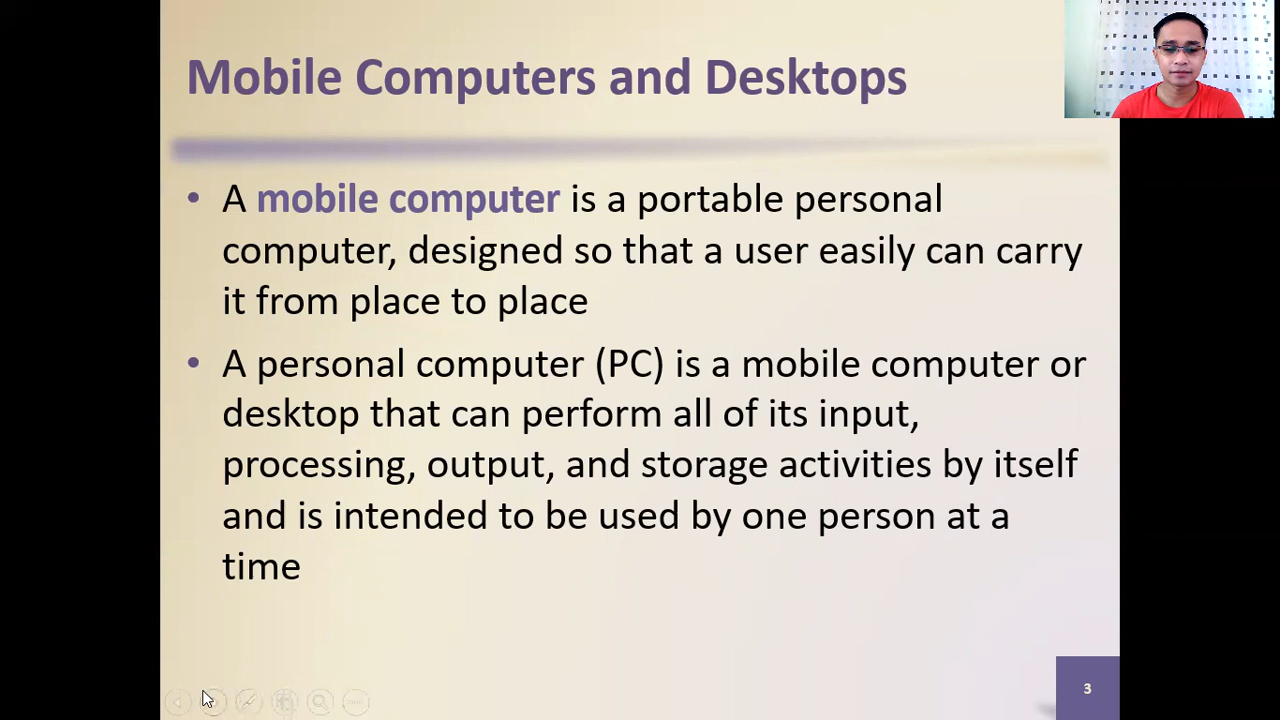 Mobile Computers and Desktops
• A mobile computer is a portable personal
computer, designed so that a user easily can carry
it from place to place
• A personal computer (PC) is a mobile computer or
desktop that can perform all of its input,
processing, output, and storage activities by itself
and is intended to be used by one person at a
time
3